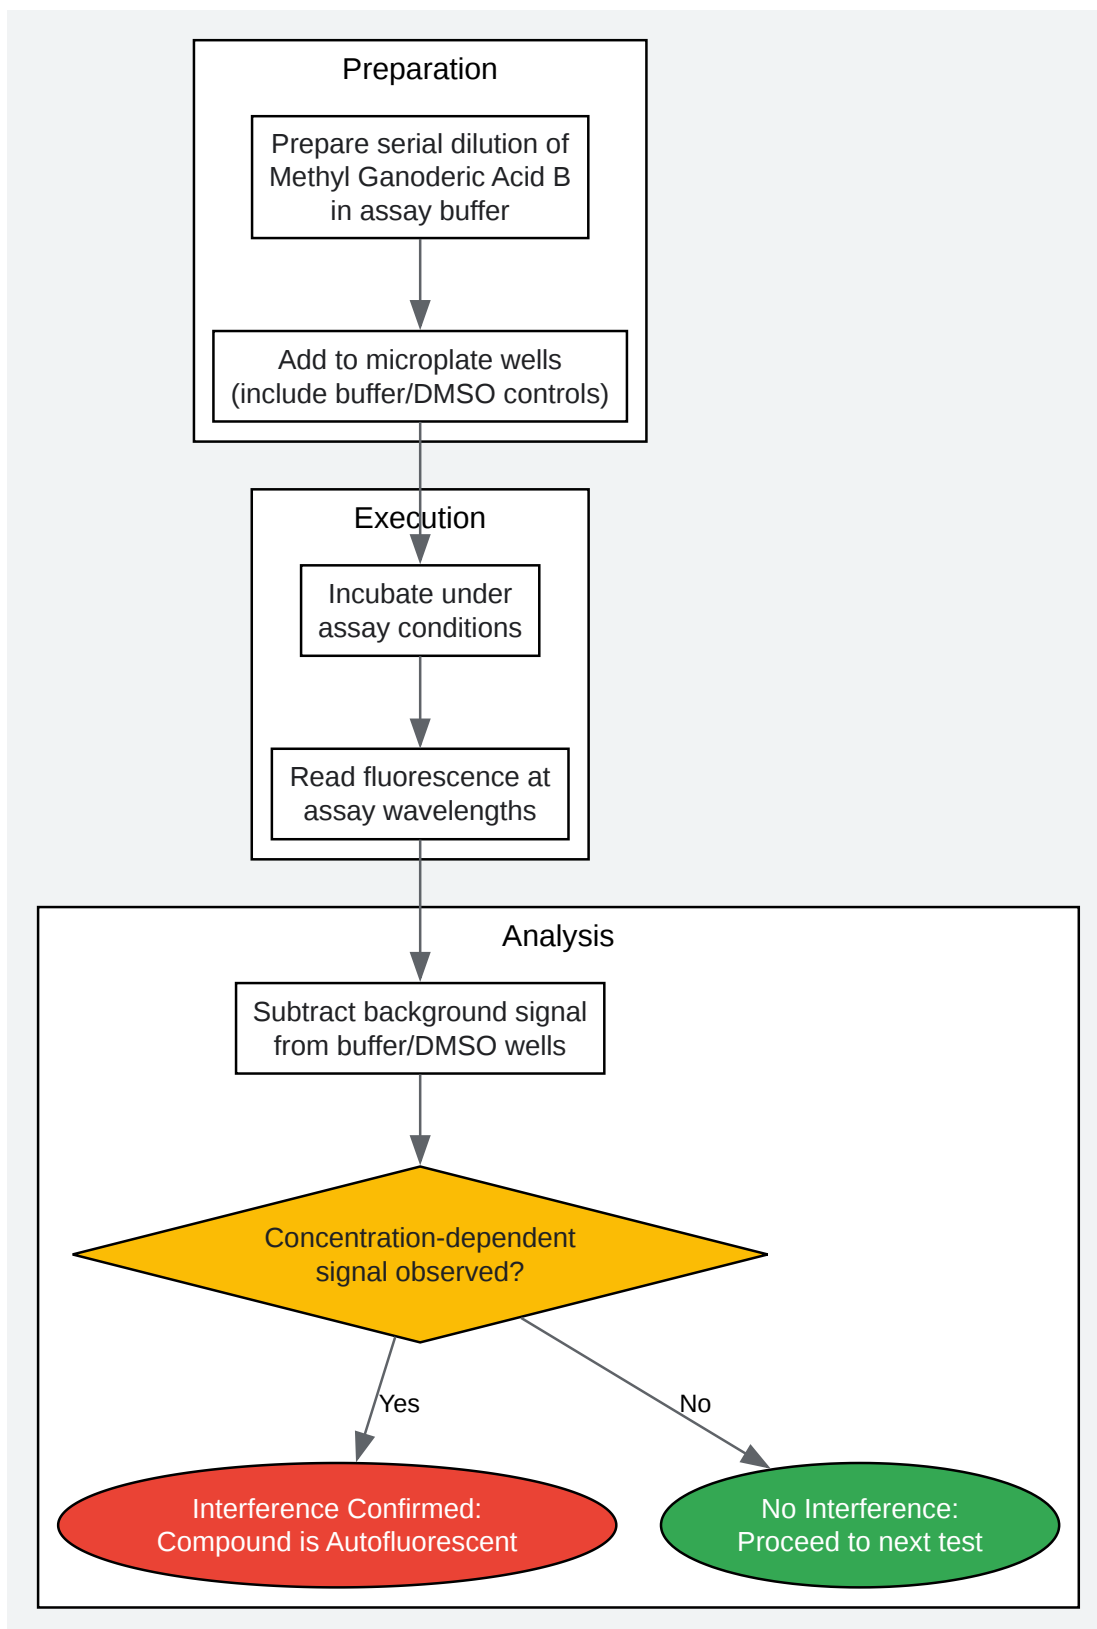 Preparation
Prepare serial dilution of
Methyl Ganoderic Acid B
in assay buffer
Add to microplate wells
(include buffer/DMSO controls)
Execution
Incubate under
assay conditions
Read fluorescence at
assay wavelengths
Analysis
Subtract background signal
from buffer/DMSO wells
Concentration-dependent
signal observed?
Yes
No
Interference Confirmed:
Compound is Autofluorescent
No Interference:
Proceed to next test